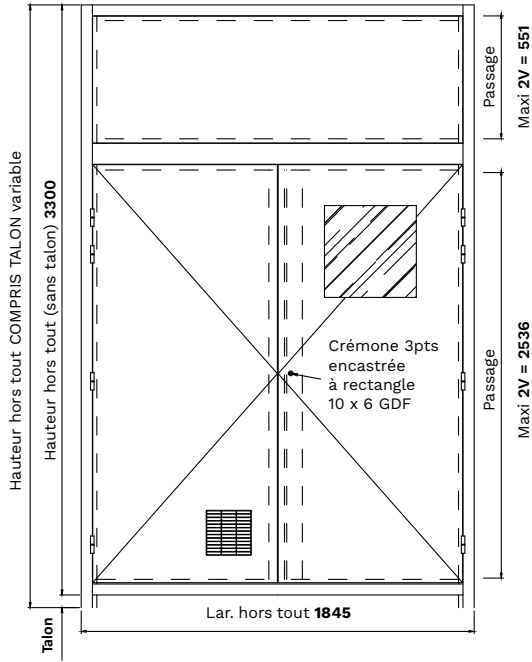 Hauteur hors tout COMPRIS TALON variable
Hauteur hors tout (sans talon) 3300
Passage
Maxi 2V = 551
Crémone 3pts
encastrée
à rectangle
10 x 6 GDF
Passage
Maxi 2V = 2536
Talon
Lar. hors tout 1845